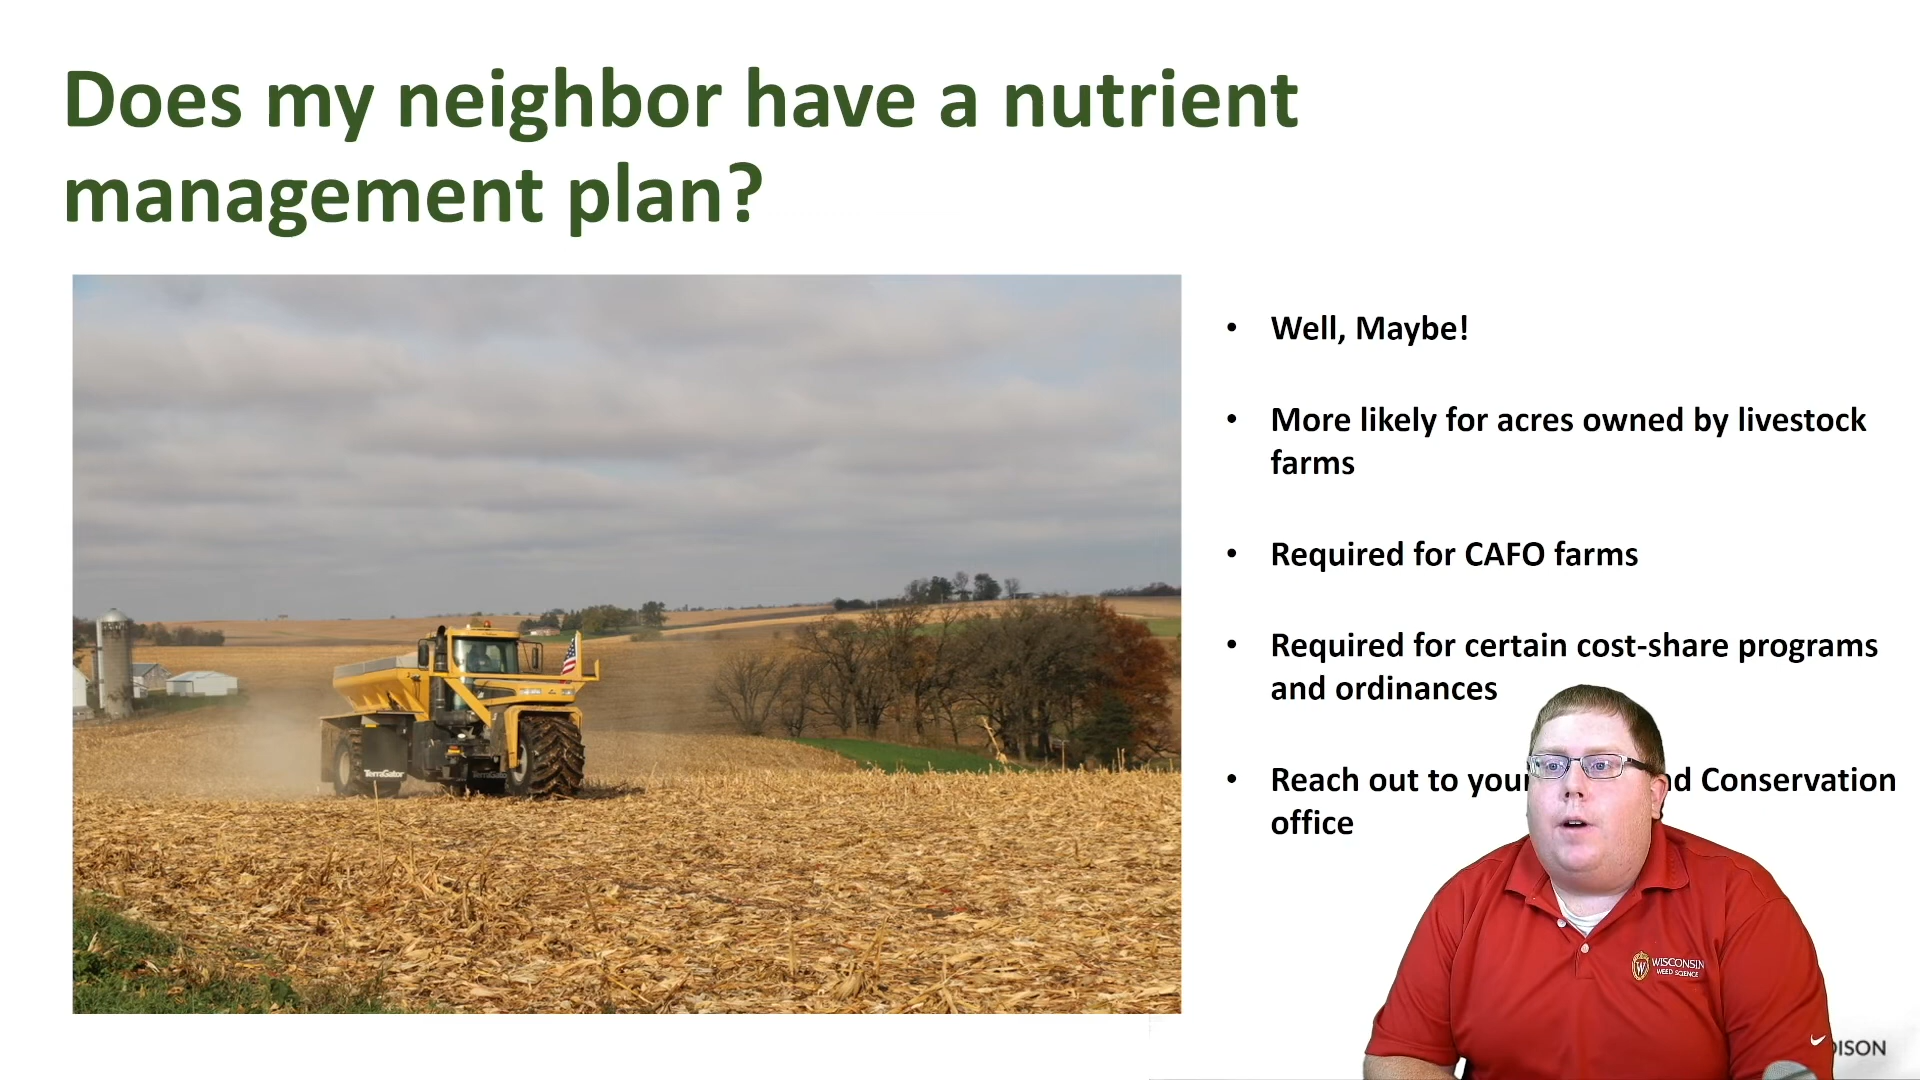 Does my neighbor have a nutrient
management plan?
• Well, Maybe!
• More likely for acres owned by livestock
farms
• Required for CAFO farms
• Required for certain cost-share programs
and ordinances
• Reach out to your Conservation
office
TerraGator
TerraGator
W WISCONSIN
WEED SCIENCE
DISON